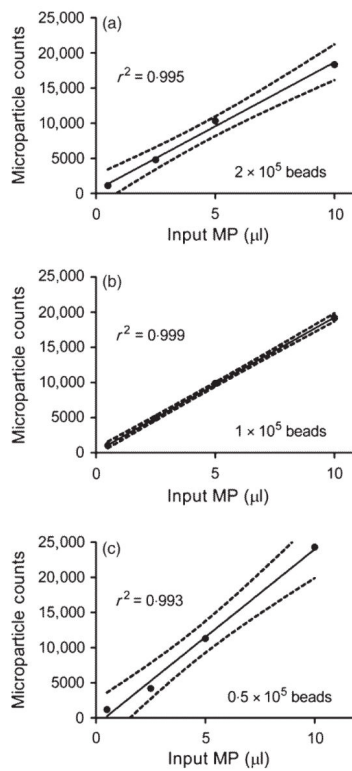 (a)
Microparticle counts
25,000
20,000
15,000
10,000
5000
0
r² = 0·995
2 × 10⁵ beads
0
5
10
Input MP (µl)
(b)
Microparticle counts
25,000
20,000
15,000
10,000
5000
0
r² = 0·999
1 × 10⁵ beads
0
5
10
Input MP (µl)
(c)
Microparticle counts
25,000
20,000
15,000
10,000
5000
0
r² = 0·993
0·5 × 10⁵ beads
0
5
10
Input MP (µl)